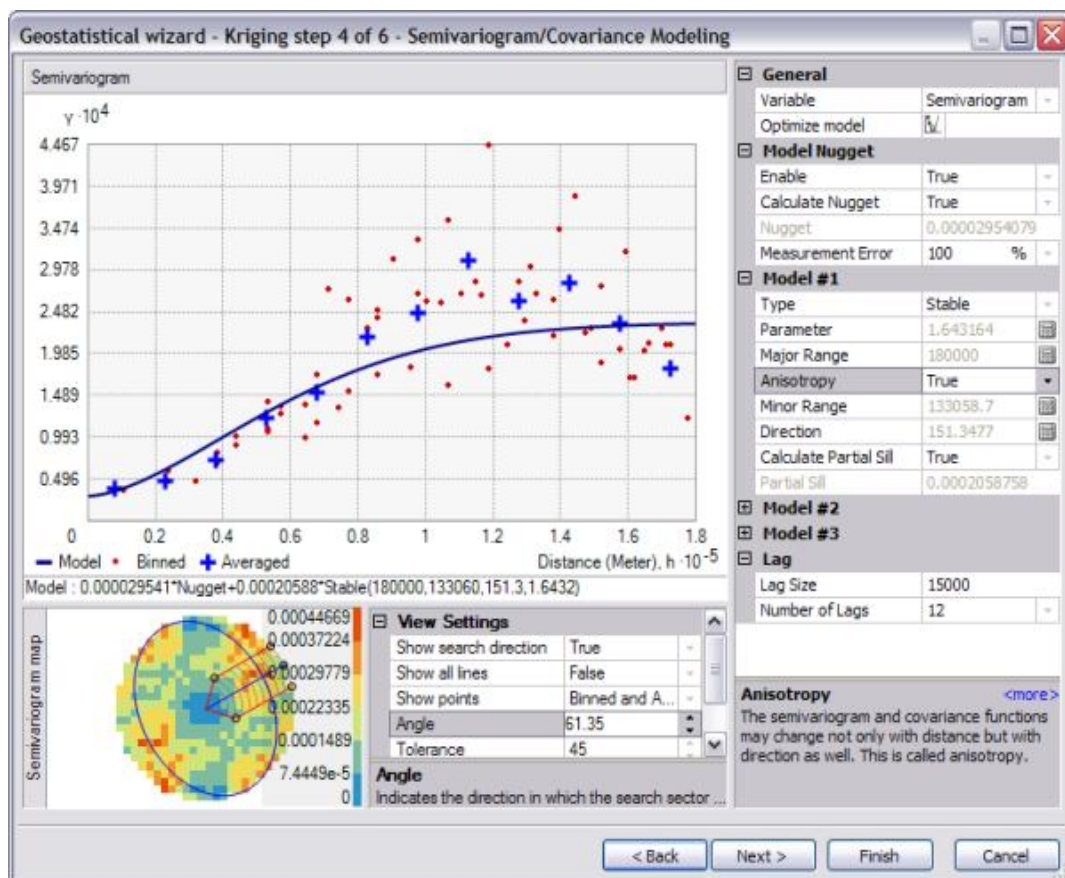 Geostatistical wizard - Kriging step 4 of 6 - Semivariogram/Covariance Modeling
Semivariogram
γ ·10^4
4.467
3.971
3.474
2.978
2.482
1.985
1.489
0.993
0.496
0 0.2 0.4 0.6 0.8 1 1.2 1.4 1.6 1.8
Model Binned Averaged Distance (Meter), h ·10^-5
Model : 0.000029541*Nugget+0.00020588*Stable(180000,133060,151.3,1.6432)
Semivariogram map
0.00044669
0.00037224
0.00029779
0.00022335
0.0001489
7.4449e-5
0
View Settings
Show search direction True
Show all lines False
Show points Binned and A...
Angle 61.35
Tolerance 45
Angle
Indicates the direction in which the search sector ...
General
Variable Semivariogram
Optimize model
Model Nugget
Enable True
Calculate Nugget True
Nugget 0.00002954079
Measurement Error 100 %
Model #1
Type Stable
Parameter 1.643164
Major Range 180000
Anisotropy True
Minor Range 133058.7
Direction 151.3477
Calculate Partial Sill True
Partial Sill 0.0002058758
Model #2
Model #3
Lag
Lag Size 15000
Number of Lags 12
Anisotropy <more>
The semivariogram and covariance functions
may change not only with distance but with
direction as well. This is called anisotropy.
< Back Next > Finish Cancel